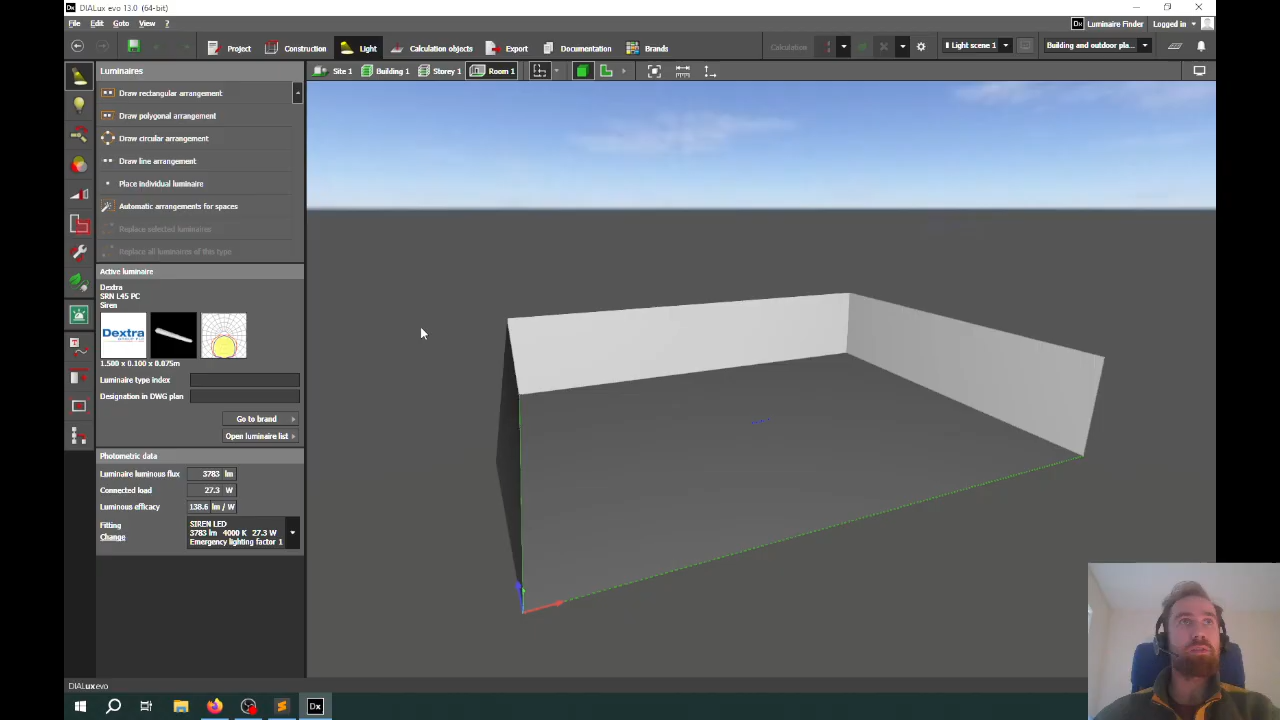 DIALux evo 13.0 (64-bit)
File Edit Goto View ?
Luminaire Finder Logged in
Project Construction Light Calculation objects Export Documentation Brands Calculation Light scene 1 Building and outdoor pla...
Luminaires
Site 1 Building 1 Storey 1 Room 1
Draw rectangular arrangement
Draw polygonal arrangement
Draw circular arrangement
Draw line arrangement
Place individual luminaire
Automatic arrangements for spaces
Replace selected luminaires
Replace all luminaires of this type
Active luminaire
Dextra
SRN L45 PC
Siren
Dextra
1.500 x 0.100 x 0.075m
Luminaire type index
Designation in DWG plan
Go to brand
Open luminaire list
Photometric data
Luminaire luminous flux 3783 lm
Connected load 27.3 W
Luminous efficacy 138.6 lm / W
Fitting
Change
SIREN LED
3783 lm 4000 K 27.3 W
Emergency lighting factor 1
DIALux evo
Dx